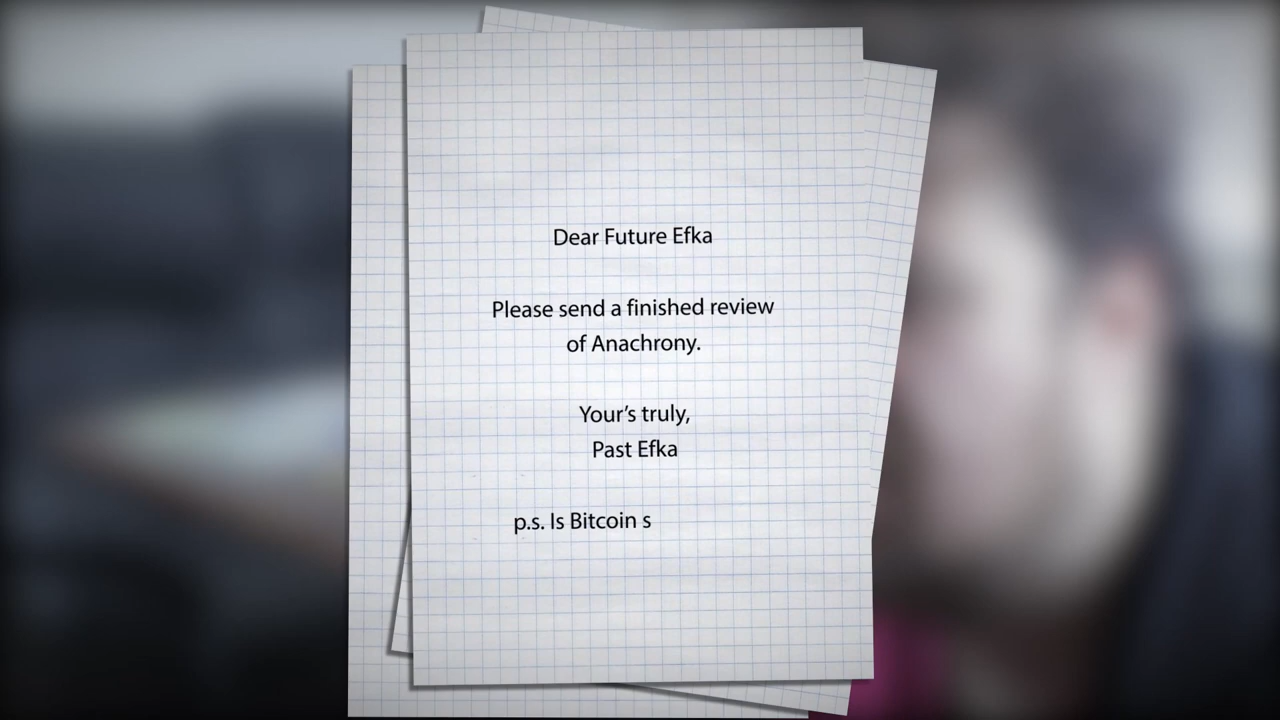 Dear Future Efka
Please send a finished review
of Anachrony.
Your's truly,
Past Efka
p.s. Is Bitcoin s